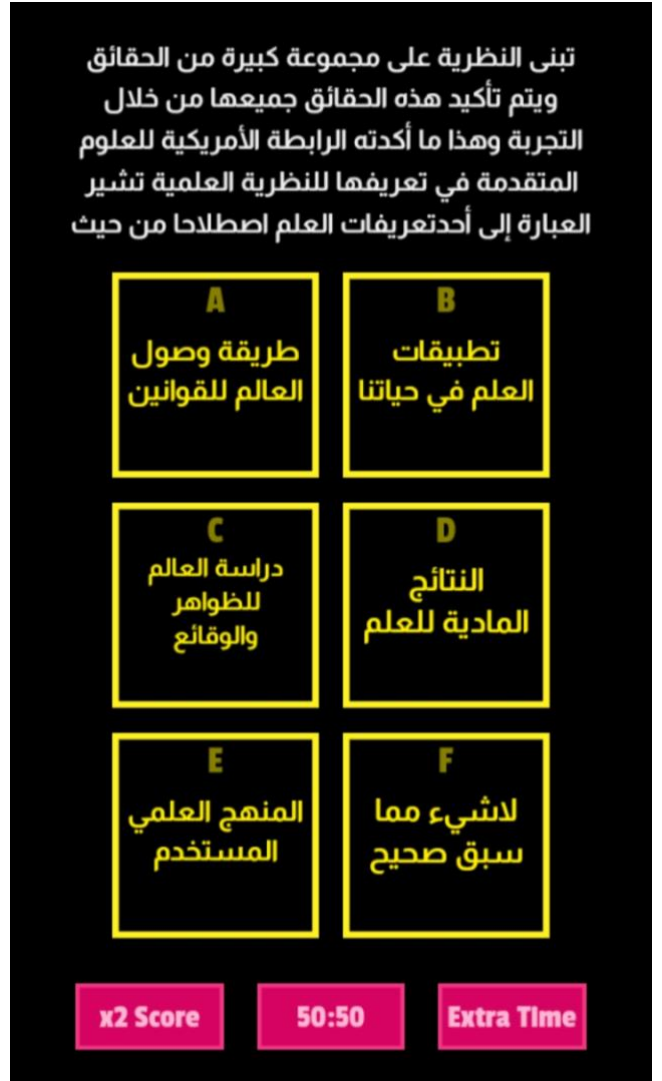 تبنى النظرية على مجموعة كبيرة من الحقائق
ويتم تأكيد هذه الحقائق جميعها من خلال
التجربة وهذا ما أكدته الرابطة الأمريكية للعلوم
المتقدمة في تعريفها للنظرية العلمية تشير
العبارة إلى أحدتعريفات العلم اصطلاحا من حيث
A
طريقة وصول
العالم للقوانين
B
تطبيقات
العلم في حياتنا
C
دراسة العالم
للظواهر
والوقائع
D
النتائج
المادية للعلم
E
المنهج العلمي
المستخدم
F
لاشيء مما
سبق صحيح
x2 Score
50:50
Extra Time